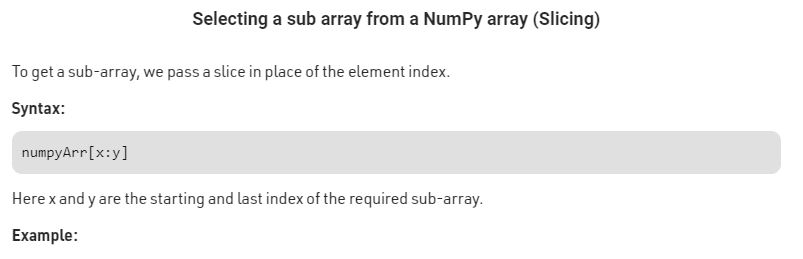 Selecting a sub array from a NumPy array (Slicing)
To get a sub-array, we pass a slice in place of the element index.
Syntax:
numpyArr[x:y]
Here x and y are the starting and last index of the required sub-array.
Example: